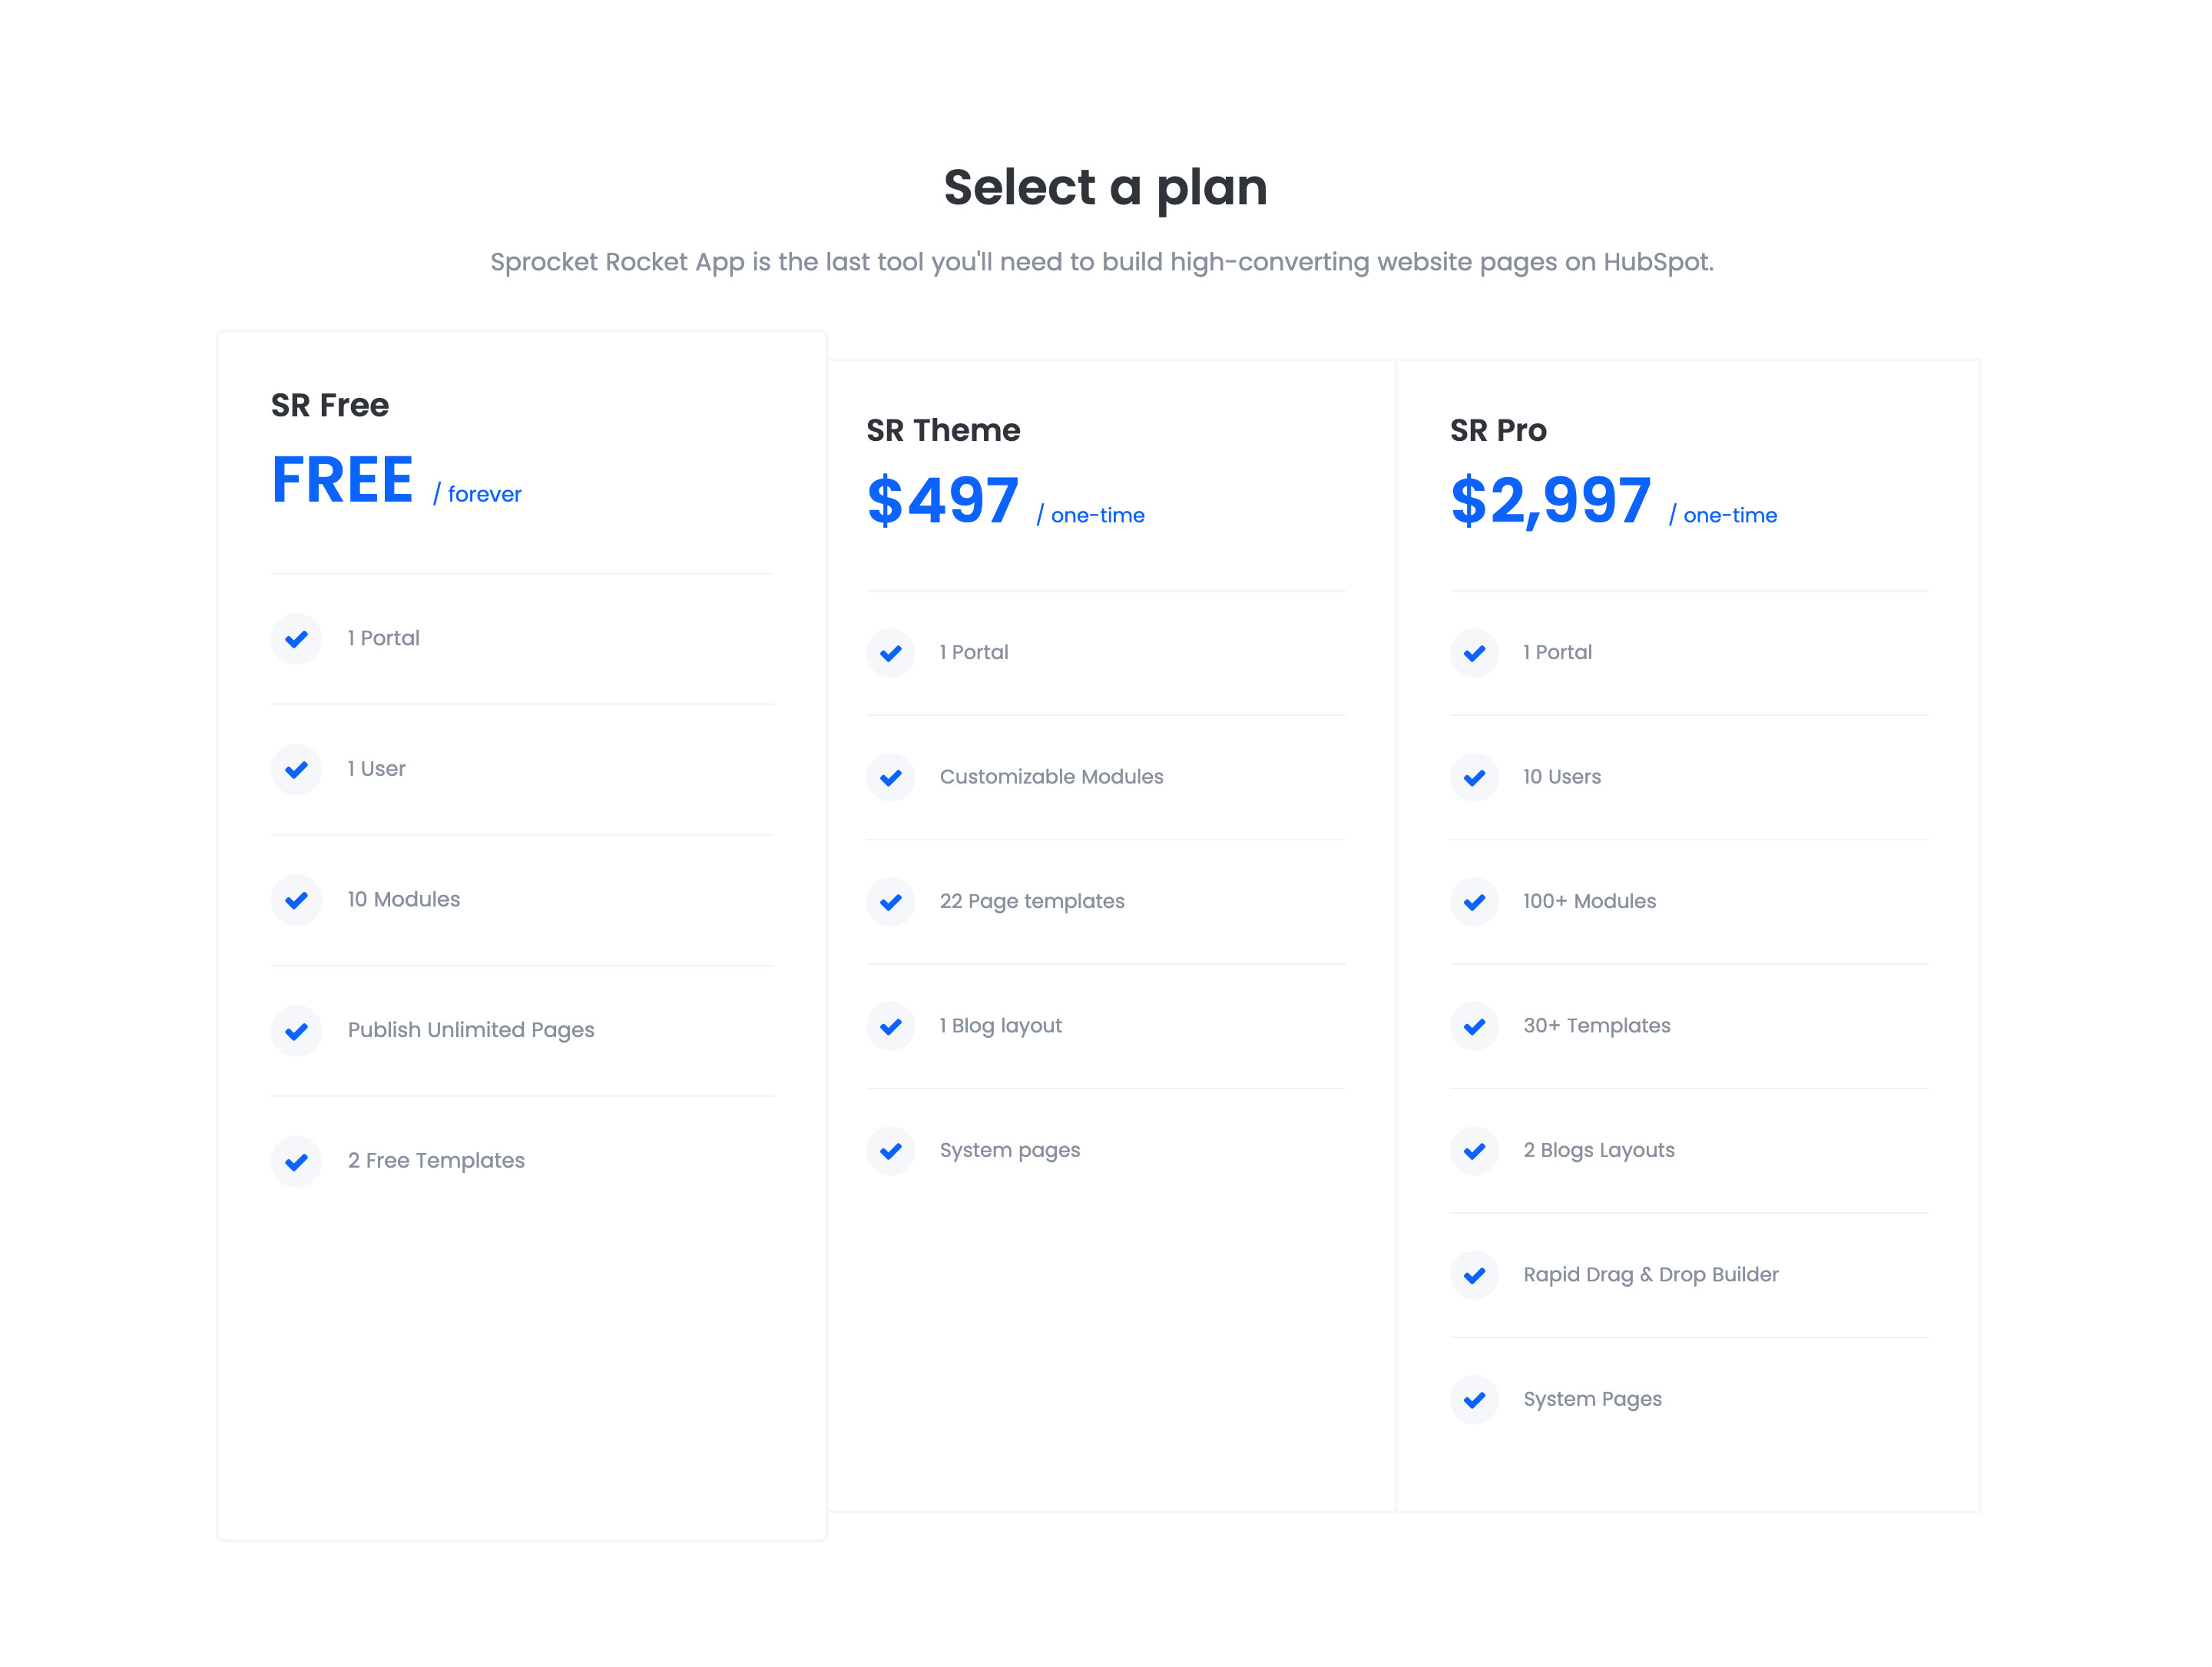 Select a plan
Sprocket Rocket App is the last tool you'll need to build high-converting website pages on HubSpot.
SR Free
FREE / forever
1 Portal
1 User
10 Modules
Publish Unlimited Pages
2 Free Templates
SR Theme
$497 / one-time
1 Portal
Customizable Modules
22 Page templates
1 Blog layout
System pages
SR Pro
$2,997 / one-time
1 Portal
10 Users
100+ Modules
30+ Templates
2 Blogs Layouts
Rapid Drag & Drop Builder
System Pages